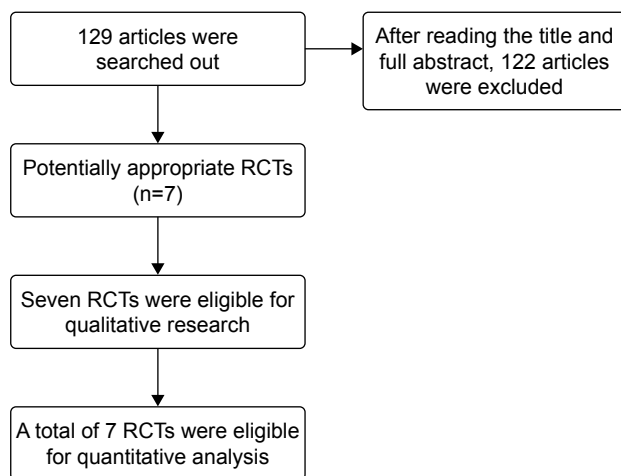 129 articles were
searched out
After reading the title and
full abstract, 122 articles
were excluded
Potentially appropriate RCTs
(n=7)
Seven RCTs were eligible for
qualitative research
A total of 7 RCTs were eligible
for quantitative analysis